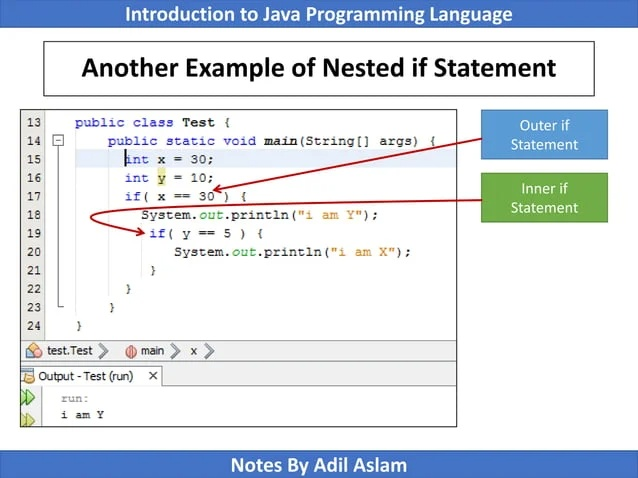 Introduction to Java Programming Language
Another Example of Nested if Statement
13 public class Test {
14 public static void main(String[] args) {
15 int x = 30;
16 int y = 10;
17 if( x == 30 ) {
18 System.out.println("i am Y");
19 if( y == 5 ) {
20 System.out.println("i am X");
21 }
22 }
23 }
24 }
Outer if
Statement
Inner if
Statement
test.Test main x
Output - Test (run) X
run:
i am Y
Notes By Adil Aslam